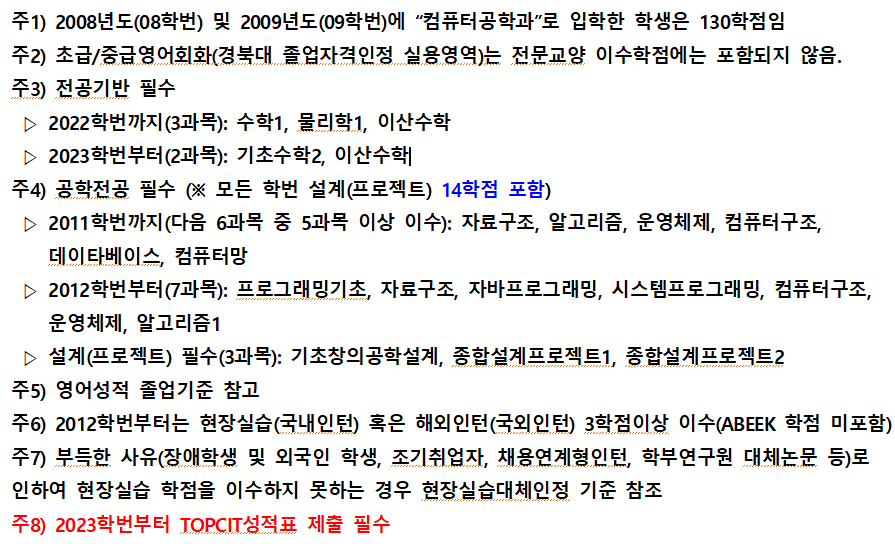 주1) 2008년도(08학번) 및 2009년도(09학번)에 “컴퓨터공학과”로 입학한 학생은 130학점임
주2) 초급/중급영어회화(경북대 졸업자격인정 실용영역)는 전문교양 이수학점에는 포함되지 않음.
주3) 전공기반 필수
▷ 2022학번까지(3과목): 수학1, 물리학1, 이산수학
▷ 2023학번부터(2과목): 기초수학2, 이산수학
주4) 공학전공 필수 (※ 모든 학번 설계(프로젝트) 14학점 포함)
▷ 2011학번까지(다음 6과목 중 5과목 이상 이수): 자료구조, 알고리즘, 운영체제, 컴퓨터구조,
데이타베이스, 컴퓨터망
▷ 2012학번부터(7과목): 프로그래밍기초, 자료구조, 자바프로그래밍, 시스템프로그래밍, 컴퓨터구조,
운영체제, 알고리즘1
▷ 설계(프로젝트) 필수(3과목): 기초창의공학설계, 종합설계프로젝트1, 종합설계프로젝트2
주5) 영어성적 졸업기준 참고
주6) 2012학번부터는 현장실습(국내인턴) 혹은 해외인턴(국외인턴) 3학점이상 이수(ABEEK 학점 미포함)
주7) 부득한 사유(장애학생 및 외국인 학생, 조기취업자, 채용연계형인턴, 학부연구원 대체논문 등)로
인하여 현장실습 학점을 이수하지 못하는 경우 현장실습대체인정 기준 참조
주8) 2023학번부터 TOPCIT성적표 제출 필수